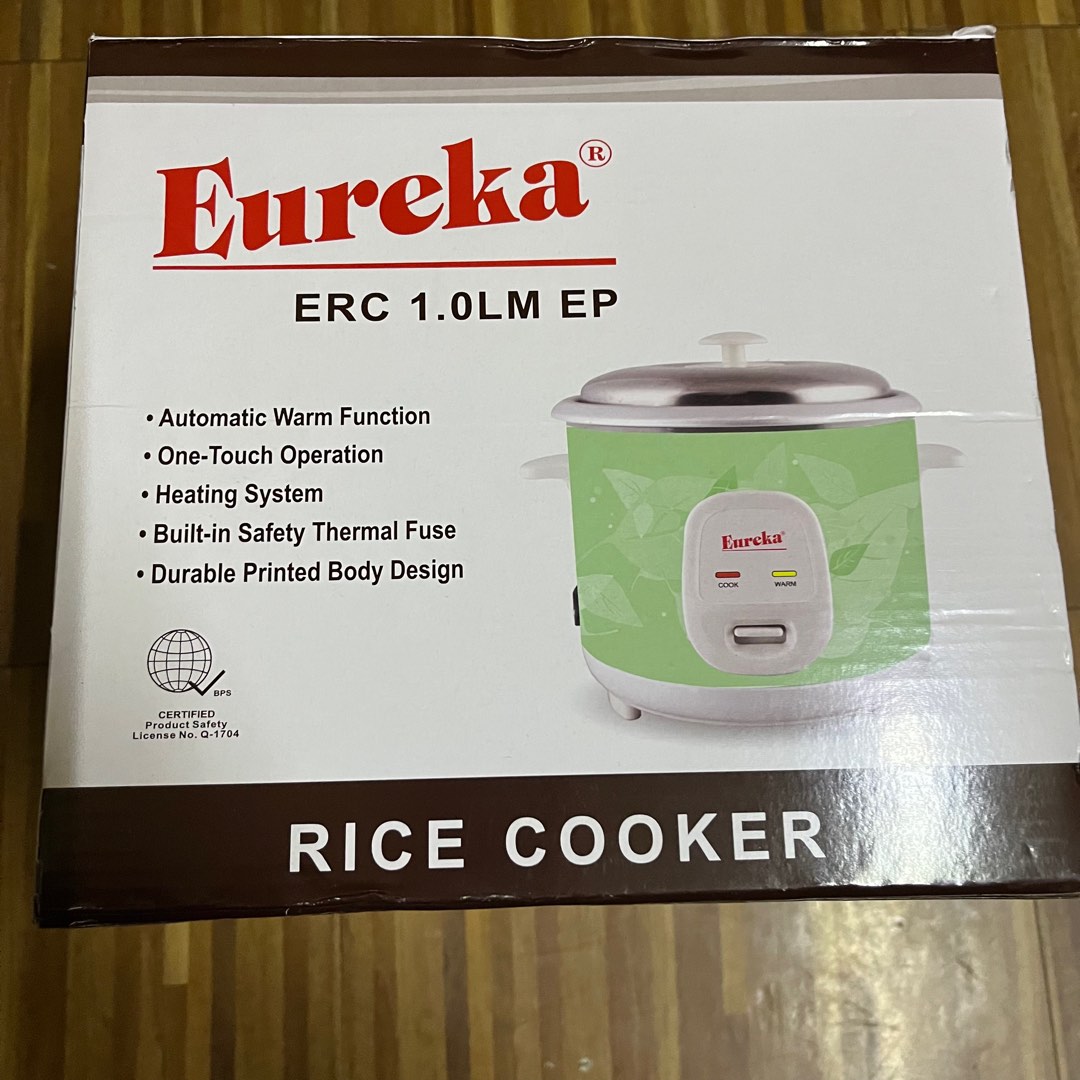 Eureka®
ERC 1.0LM EP
• Automatic Warm Function
• One-Touch Operation
• Heating System
• Built-in Safety Thermal Fuse
• Durable Printed Body Design
Eureka
COOK WARM
BPS
CERTIFIED
Product Safety
License No. Q-1704
RICE COOKER